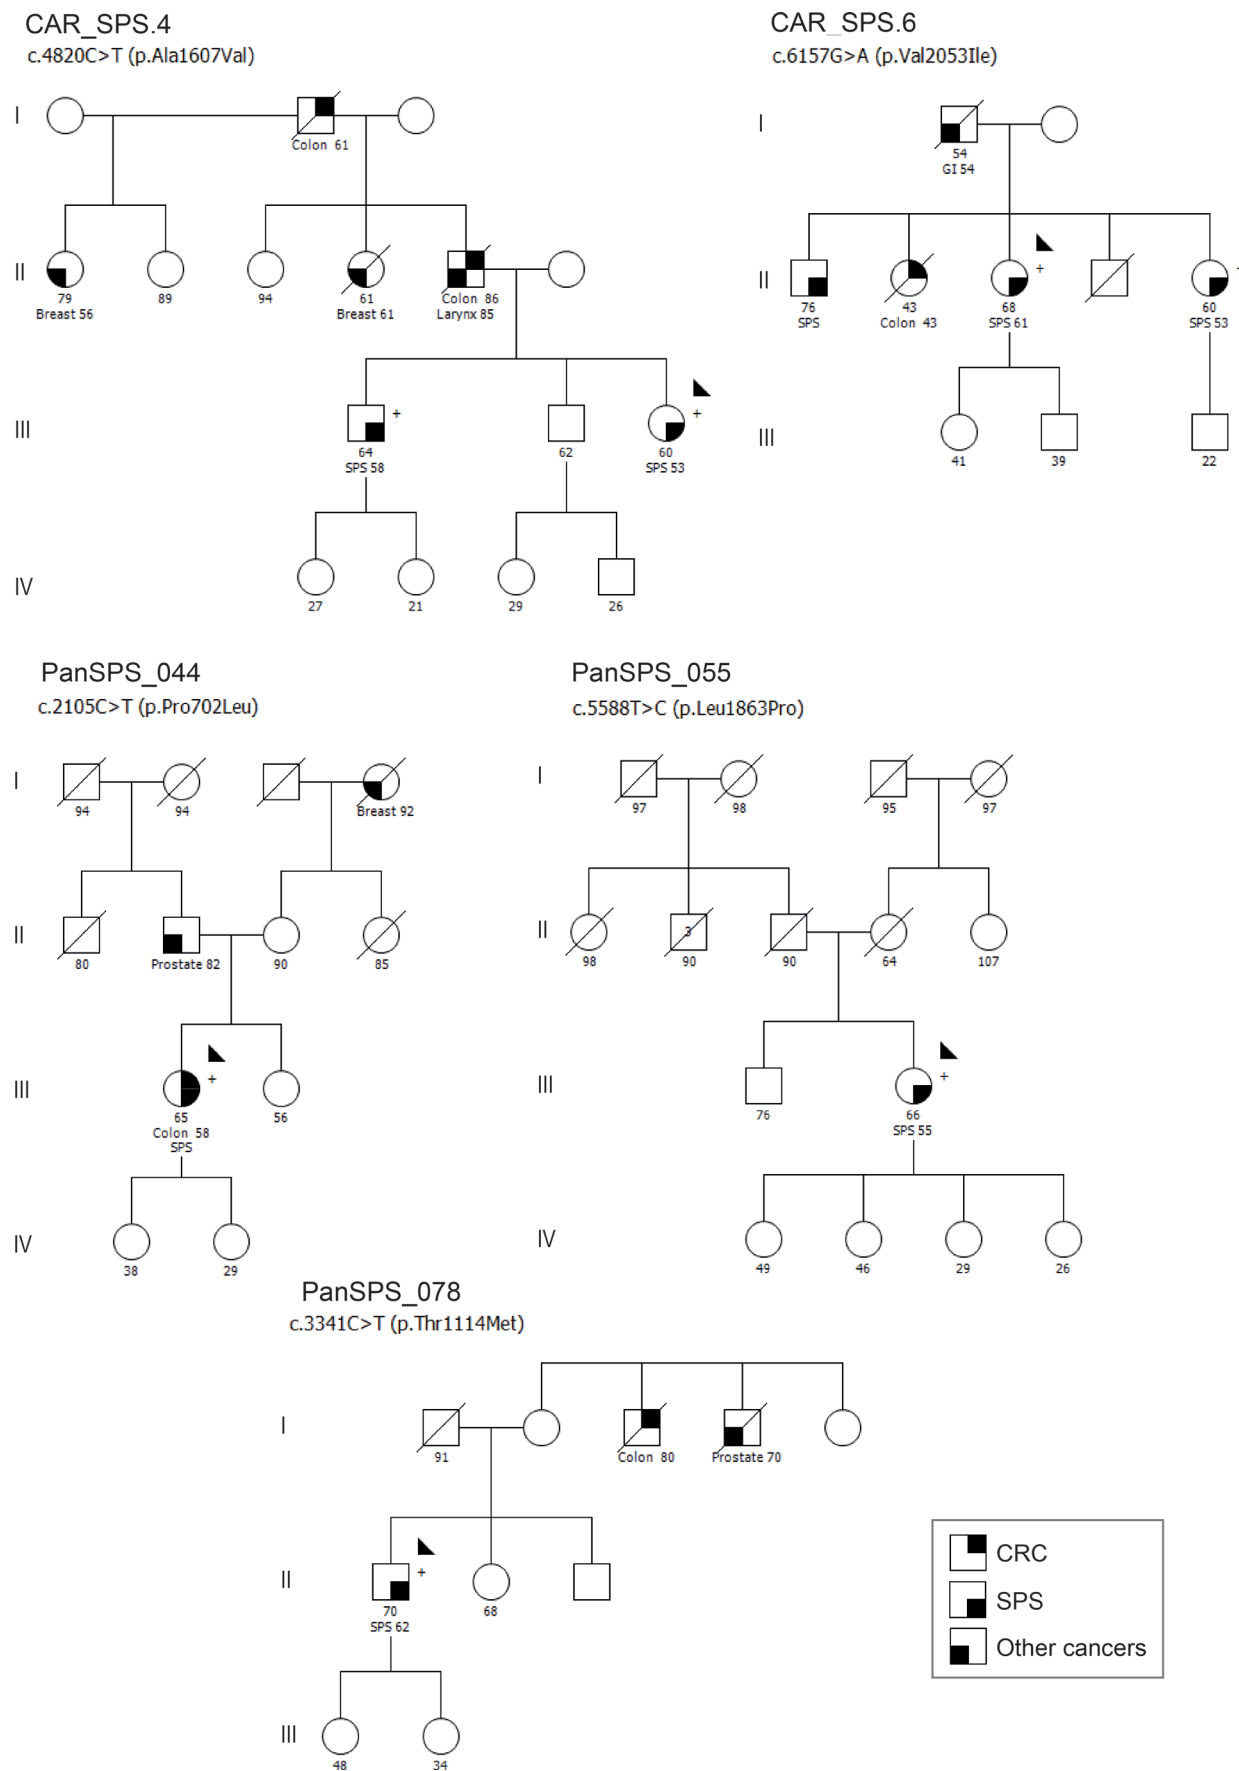 CAR_SPS.4
c.4820C>T (p.Ala1607Val)
I
Colon 61
II
79
Breast 56
89
94
61
Breast 61
Colon 86
Larynx 85
III
+
64
SPS 58
62
+
60
SPS 53
IV
27
21
29
26
CAR_SPS.6
c.6157G>A (p.Val2053Ile)
I
54
GI 54
II
76
SPS
43
Colon 43
+
68
SPS 61
+
60
SPS 53
III
41
39
22
PanSPS_044
c.2105C>T (p.Pro702Leu)
I
94
94
Breast 92
II
80
Prostate 82
90
85
III
+
65
Colon 58
SPS
56
IV
38
29
PanSPS_055
c.5588T>C (p.Leu1863Pro)
I
97
98
95
97
II
98
3
90
90
64
107
III
76
+
66
SPS 55
IV
49
46
29
26
PanSPS_078
c.3341C>T (p.Thr1114Met)
I
91
Colon 80
Prostate 70
II
+
70
SPS 62
68
III
48
34
CRC
SPS
Other cancers